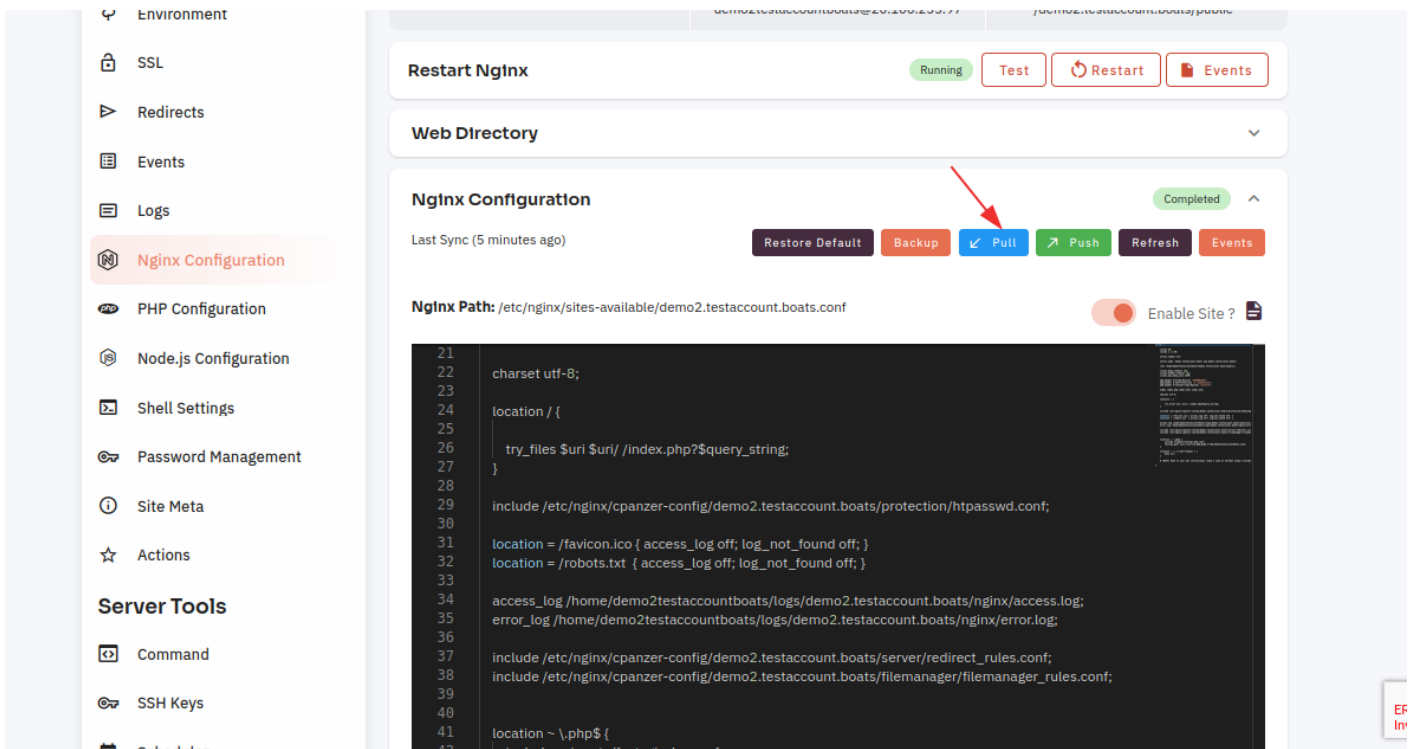 Environment
SSL
Redirects
Events
Logs
Nginx Configuration
PHP Configuration
Node.js Configuration
Shell Settings
Password Management
Site Meta
Actions
Server Tools
Command
SSH Keys
Restart Nginx
Running
Test
Restart
Events
Web Directory
Nginx Configuration
Completed
Last Sync (5 minutes ago)
Restore Default
Backup
Pull
Push
Refresh
Events
Nginx Path: /etc/nginx/sites-available/demo2.testaccount.boats.conf
Enable Site ?
21
22 charset utf-8;
23
24 location / {
25
26 try_files $uri $uri/ /index.php?$query_string;
27 }
28
29 include /etc/nginx/cpanzer-config/demo2.testaccount.boats/protection/htpasswd.conf;
30
31 location = /favicon.ico { access_log off; log_not_found off; }
32 location = /robots.txt { access_log off; log_not_found off; }
33
34 access_log /home/demo2testaccountboats/logs/demo2.testaccount.boats/nginx/access.log;
35 error_log /home/demo2testaccountboats/logs/demo2.testaccount.boats/nginx/error.log;
36
37 include /etc/nginx/cpanzer-config/demo2.testaccount.boats/server/redirect_rules.conf;
38 include /etc/nginx/cpanzer-config/demo2.testaccount.boats/filemanager/filemanager_rules.conf;
39
40
41 location ~ \.php$ {